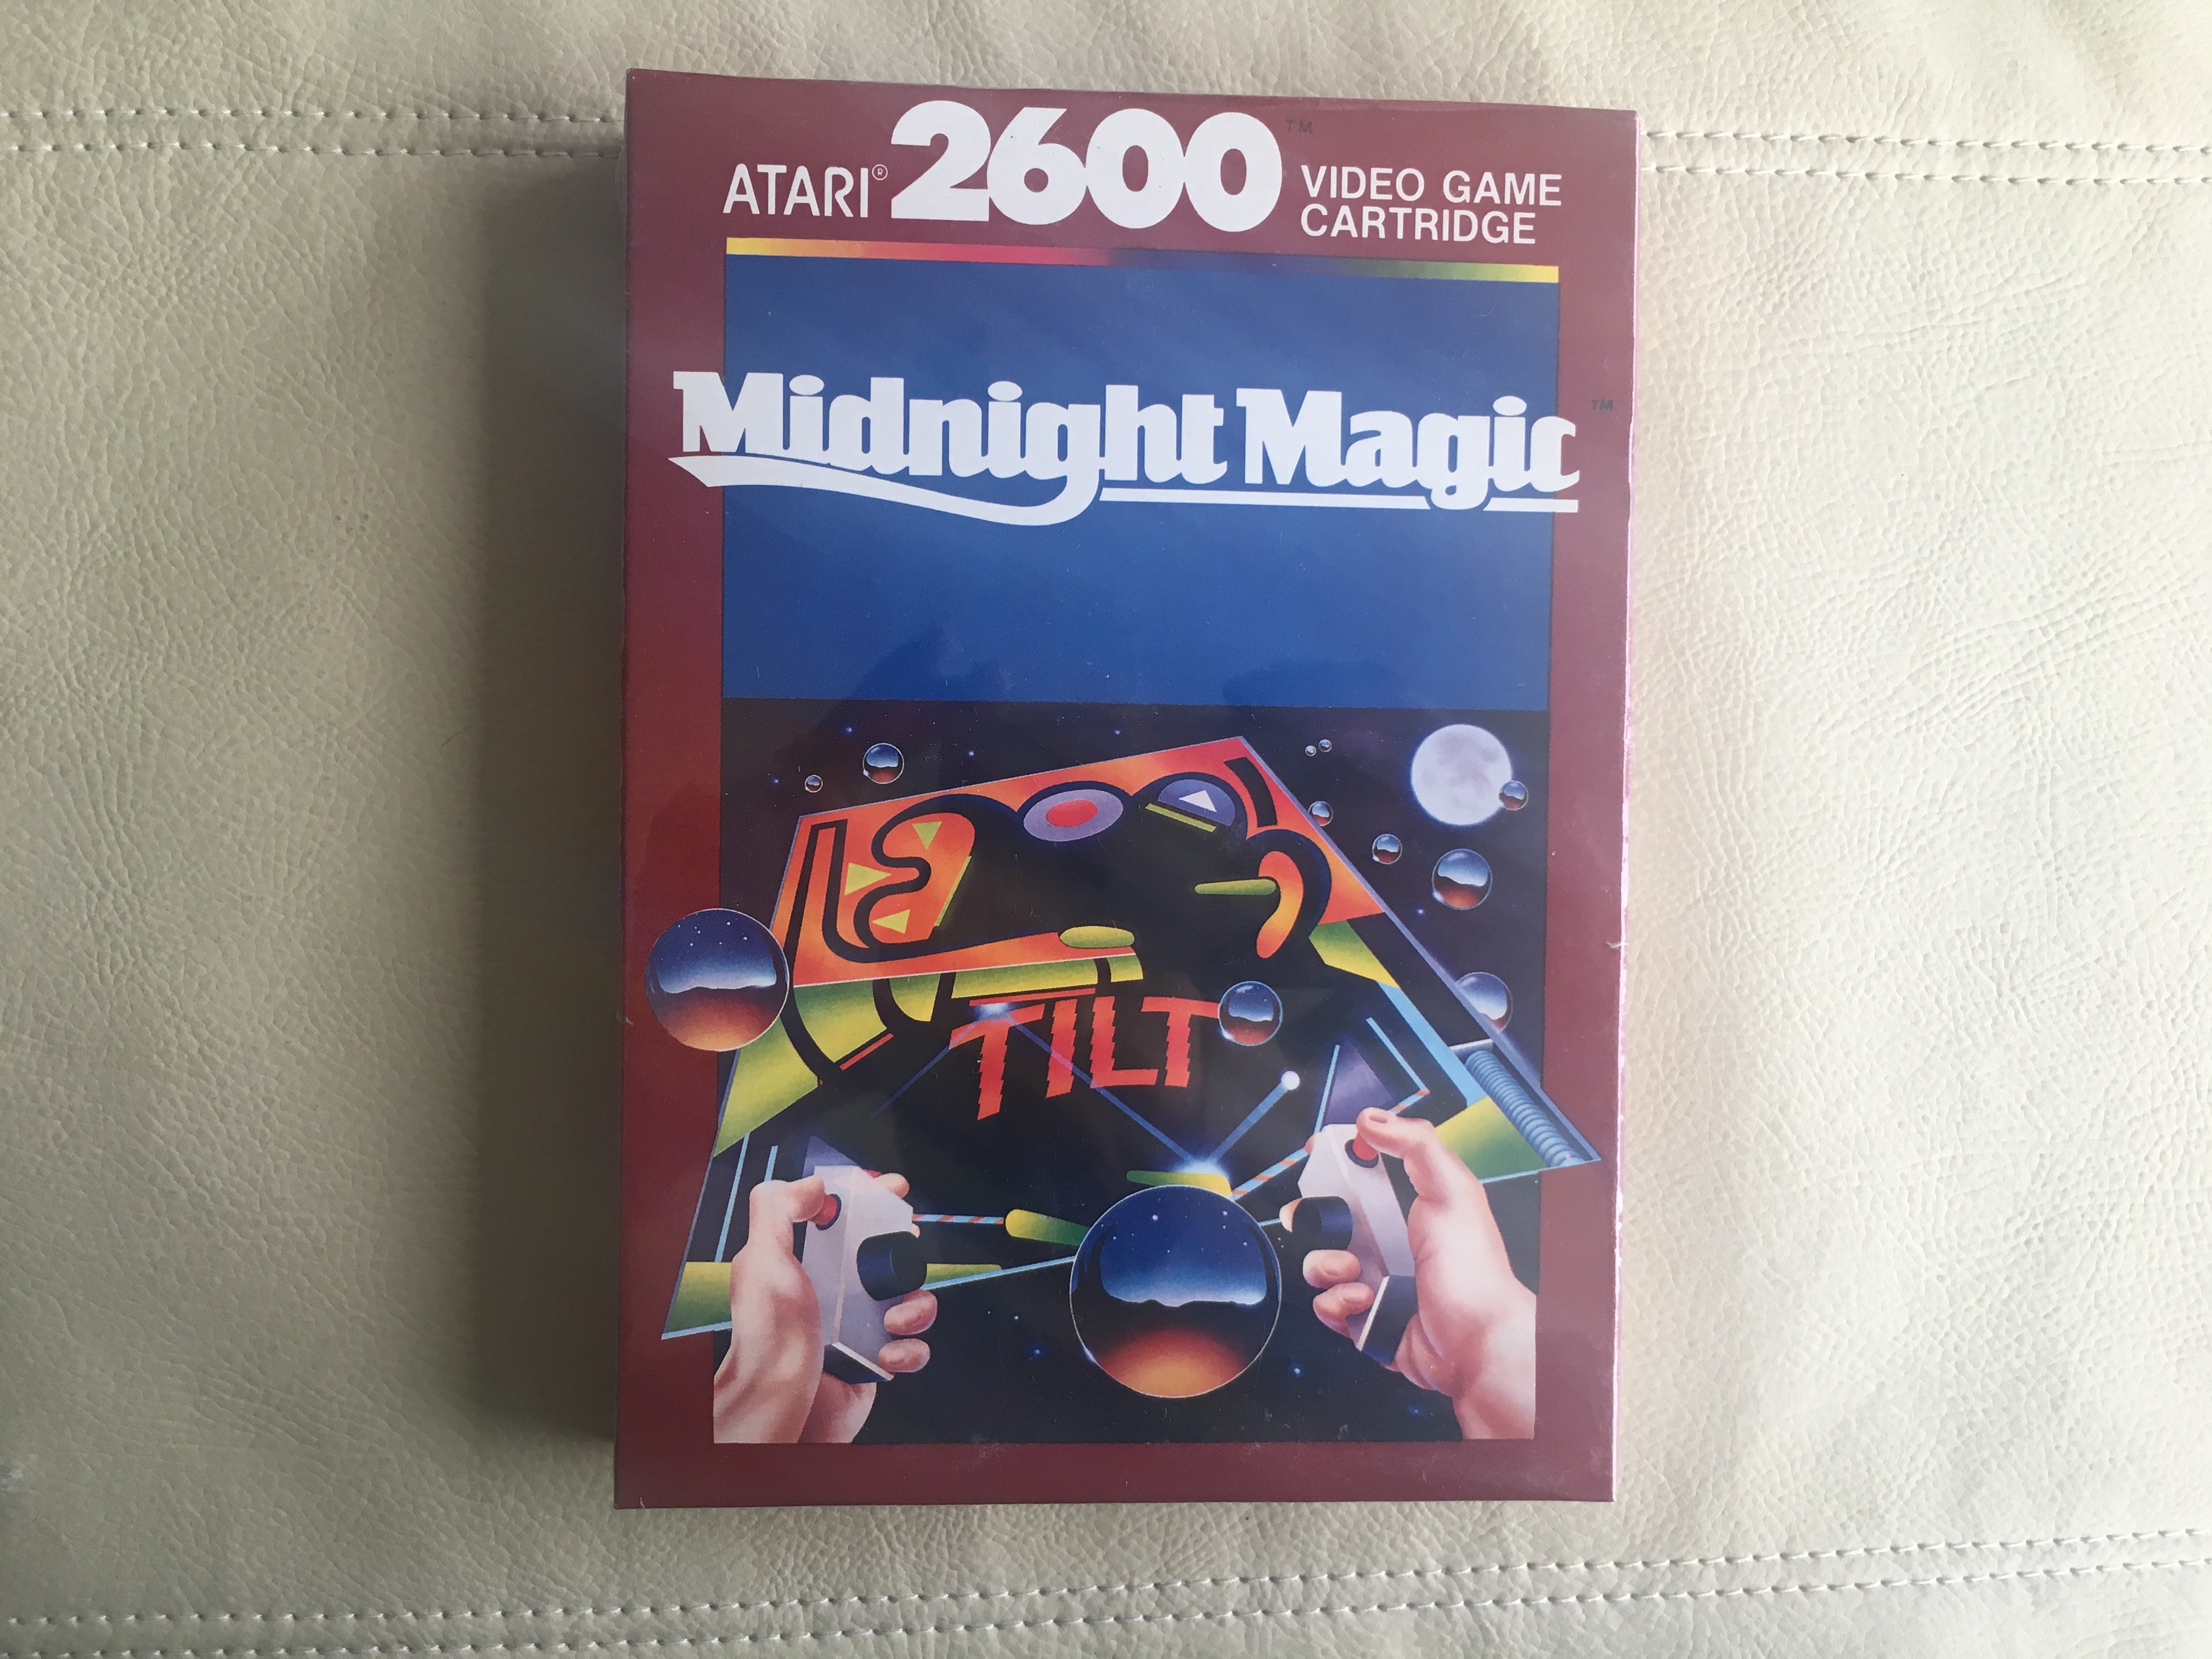 ATARI® 2600™ VIDEO GAME
CARTRIDGE
Midnight Magic™
TILT